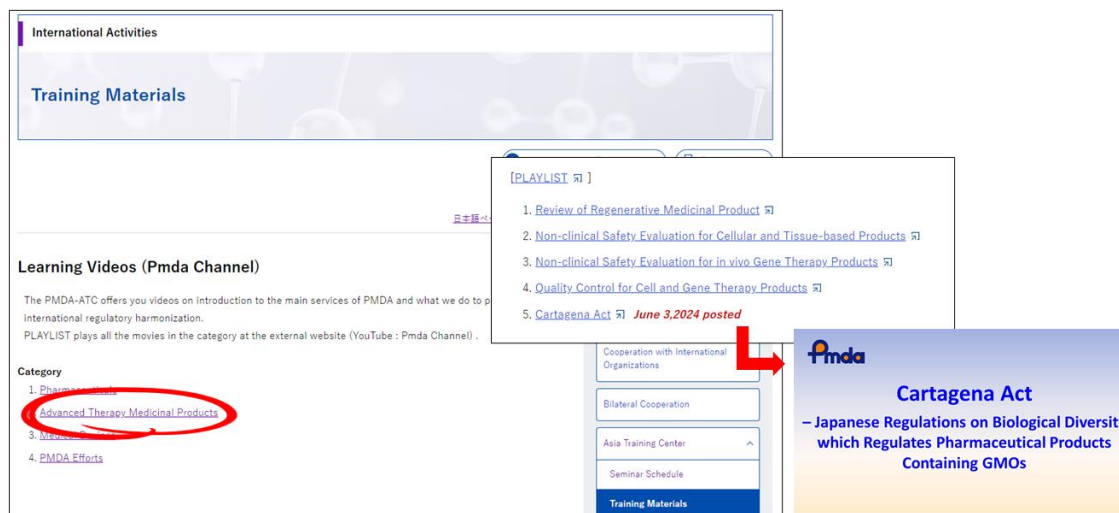 International Activities
Training Materials
日本語ペ
Learning Videos (Pmda Channel)
The PMDA-ATC offers you videos on introduction to the main services of PMDA and what we do to p
international regulatory harmonization.
PLAYLIST plays all the movies in the category at the external website (YouTube : Pmda Channel) .
Category
1. Pharmaceuticals
Advanced Therapy Medicinal Products
3. Medical Devices
4. PMDA Efforts
[PLAYLIST ]
1. Review of Regenerative Medicinal Product
2. Non-clinical Safety Evaluation for Cellular and Tissue-based Products
3. Non-clinical Safety Evaluation for in vivo Gene Therapy Products
4. Quality Control for Cell and Gene Therapy Products
5. Cartagena Act June 3,2024 posted
Cooperation with International
Organizations
Bilateral Cooperation
Asia Training Center
Seminar Schedule
Training Materials
Pmda
Cartagena Act
– Japanese Regulations on Biological Diversit
which Regulates Pharmaceutical Products
Containing GMOs